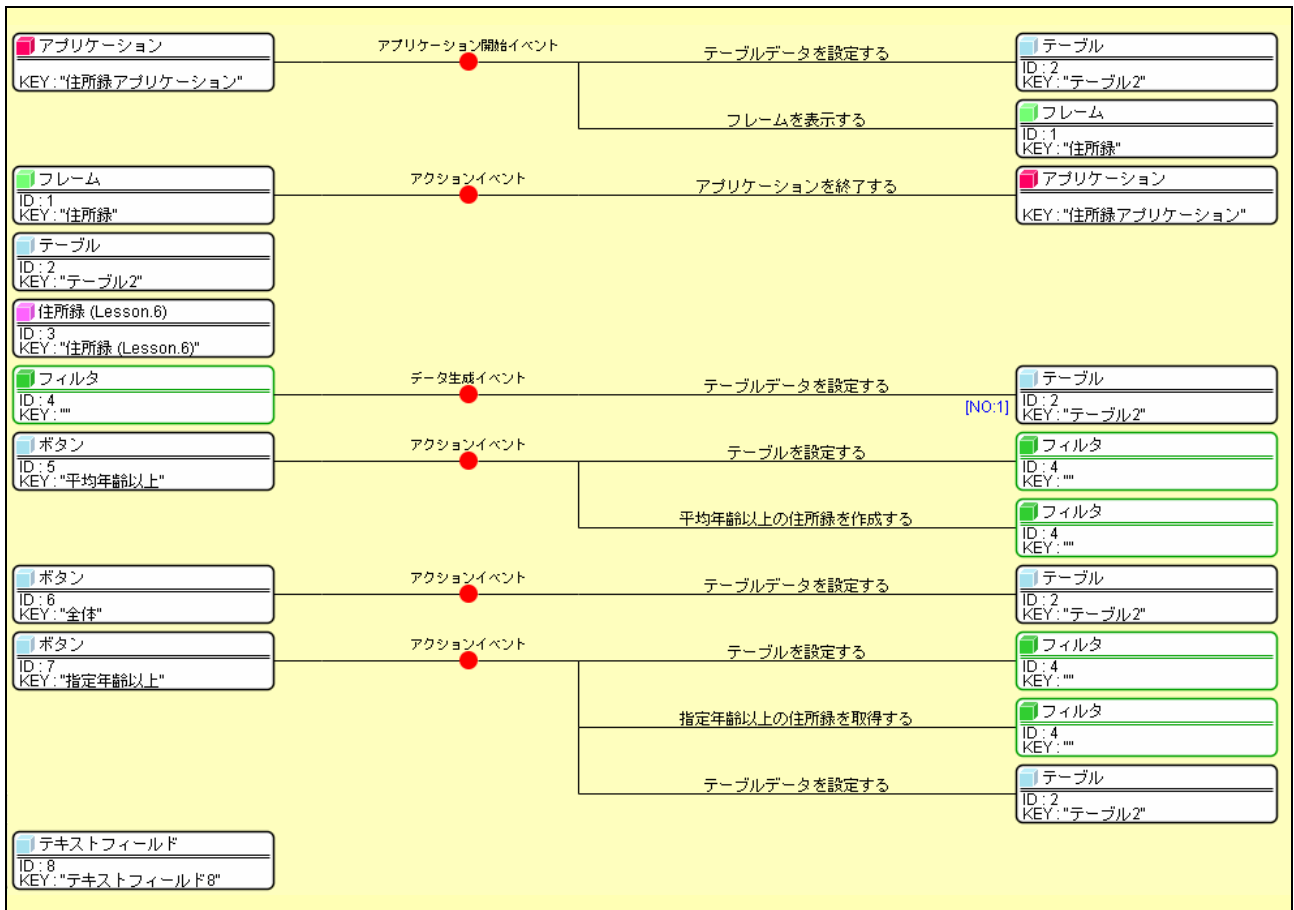 アプリケーション
KEY : "住所録アプリケーション"
アプリケーション開始イベント
テーブルデータを設定する
テーブル
ID : 2
KEY : "テーブル2"
フレームを表示する
フレーム
ID : 1
KEY : "住所録"
フレーム
ID : 1
KEY : "住所録"
アクションイベント
アプリケーションを終了する
アプリケーション
KEY : "住所録アプリケーション"
テーブル
ID : 2
KEY : "テーブル2"
住所録 (Lesson.6)
ID : 3
KEY : "住所録 (Lesson.6)"
フィルタ
ID : 4
KEY : ""
データ生成イベント
テーブルデータを設定する
[NO:1]
テーブル
ID : 2
KEY : "テーブル2"
ボタン
ID : 5
KEY : "平均年齢以上"
アクションイベント
テーブルを設定する
フィルタ
ID : 4
KEY : ""
平均年齢以上の住所録を作成する
フィルタ
ID : 4
KEY : ""
ボタン
ID : 6
KEY : "全体"
アクションイベント
テーブルデータを設定する
テーブル
ID : 2
KEY : "テーブル2"
ボタン
ID : 7
KEY : "指定年齢以上"
アクションイベント
テーブルを設定する
フィルタ
ID : 4
KEY : ""
指定年齢以上の住所録を取得する
フィルタ
ID : 4
KEY : ""
テーブルデータを設定する
テーブル
ID : 2
KEY : "テーブル2"
テキストフィールド
ID : 8
KEY : "テキストフィールド8"